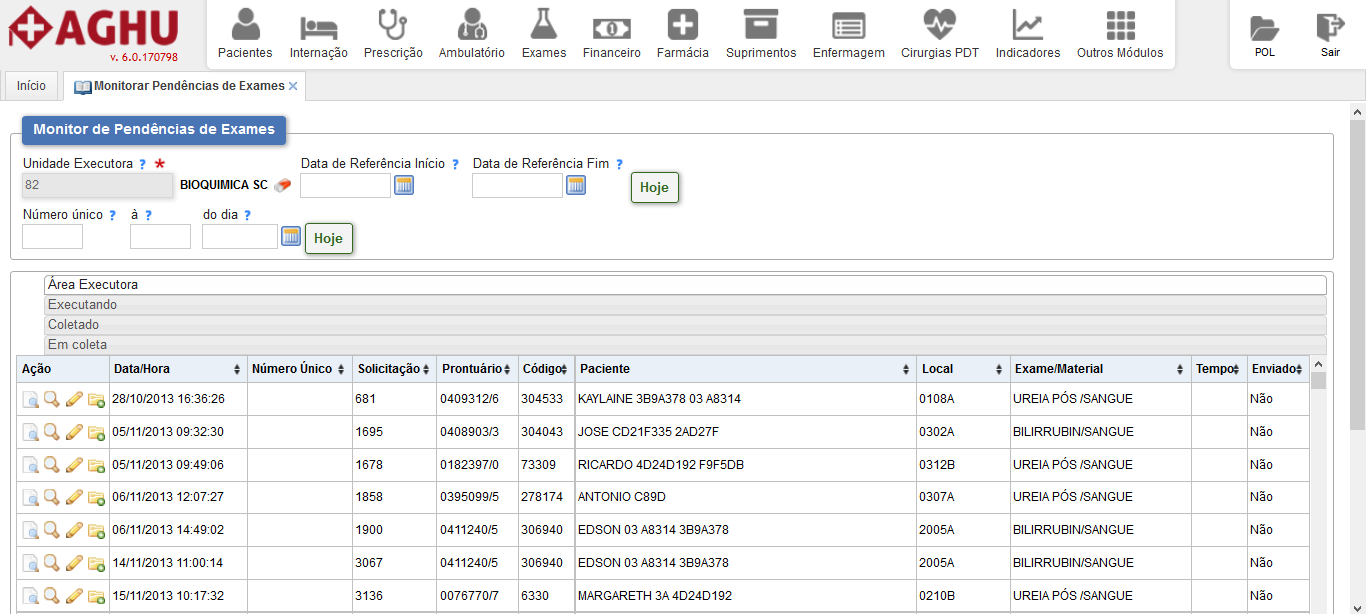 AGHU
v. 6.0.170798
Pacientes Internação Prescrição Ambulatório Exames Financeiro Farmácia Suprimentos Enfermagem Cirurgias PDT Indicadores Outros Módulos POL Sair
Início Monitorar Pendências de Exames
Monitor de Pendências de Exames
Unidade Executora ? * Data de Referência Início ? Data de Referência Fim ?
82 BIOQUIMICA SC Hoje
Número único ? à ? do dia ?
Hoje
Área Executora
Executando
Coletado
Em coleta
Ação Data/Hora Número Único Solicitação Prontuário Código Paciente Local Exame/Material Tempo Enviado
28/10/2013 16:36:26 681 0409312/6 304533 KAYLAINE 3B9A378 03 A8314 0108A UREIA PÓS /SANGUE Não
05/11/2013 09:32:30 1695 0408903/3 304043 JOSE CD21F335 2AD27F 0302A BILIRRUBIN/SANGUE Não
05/11/2013 09:49:06 1678 0182397/0 73309 RICARDO 4D24D192 F9F5DB 0312B UREIA PÓS /SANGUE Não
06/11/2013 12:07:27 1858 0395099/5 278174 ANTONIO C89D 0307A UREIA PÓS /SANGUE Não
06/11/2013 14:49:02 1900 0411240/5 306940 EDSON 03 A8314 3B9A378 2005A BILIRRUBIN/SANGUE Não
14/11/2013 11:00:14 3067 0411240/5 306940 EDSON 03 A8314 3B9A378 2005A BILIRRUBIN/SANGUE Não
15/11/2013 10:17:32 3136 0076770/7 6330 MARGARETH 3A 4D24D192 0210B UREIA PÓS /SANGUE Não